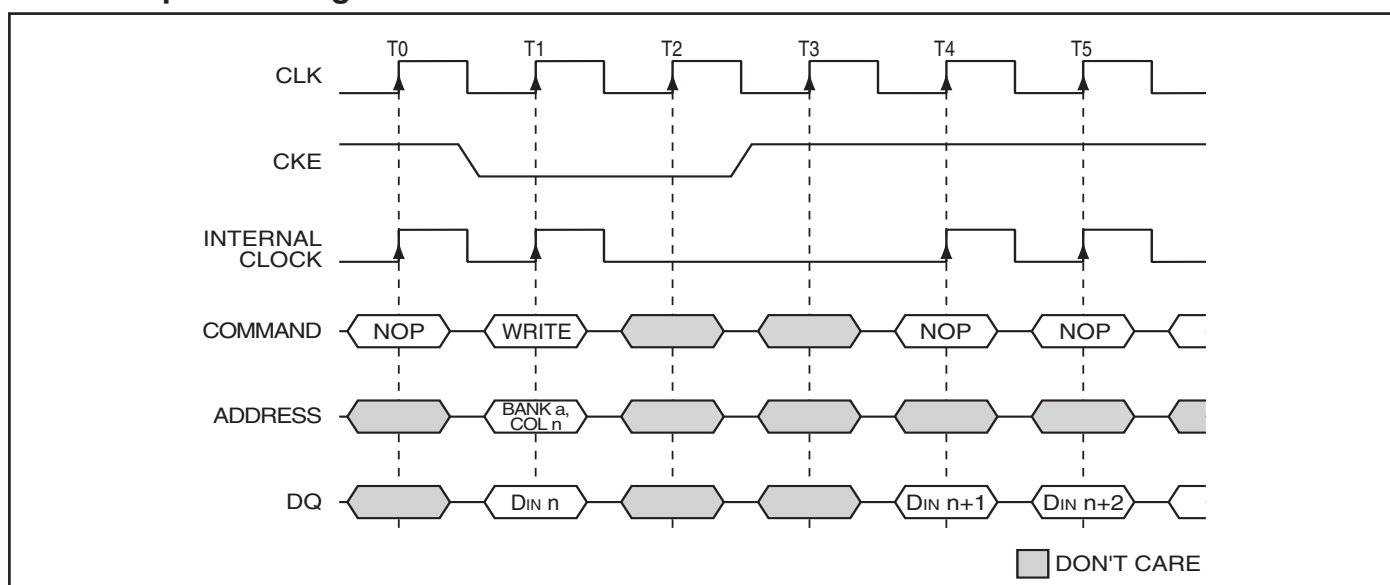 T0 T1 T2 T3 T4 T5
CLK
CKE
INTERNAL
CLOCK
COMMAND NOP WRITE NOP NOP
ADDRESS BANK a,
COL n
DQ DIN n DIN n+1 DIN n+2
DON'T CARE